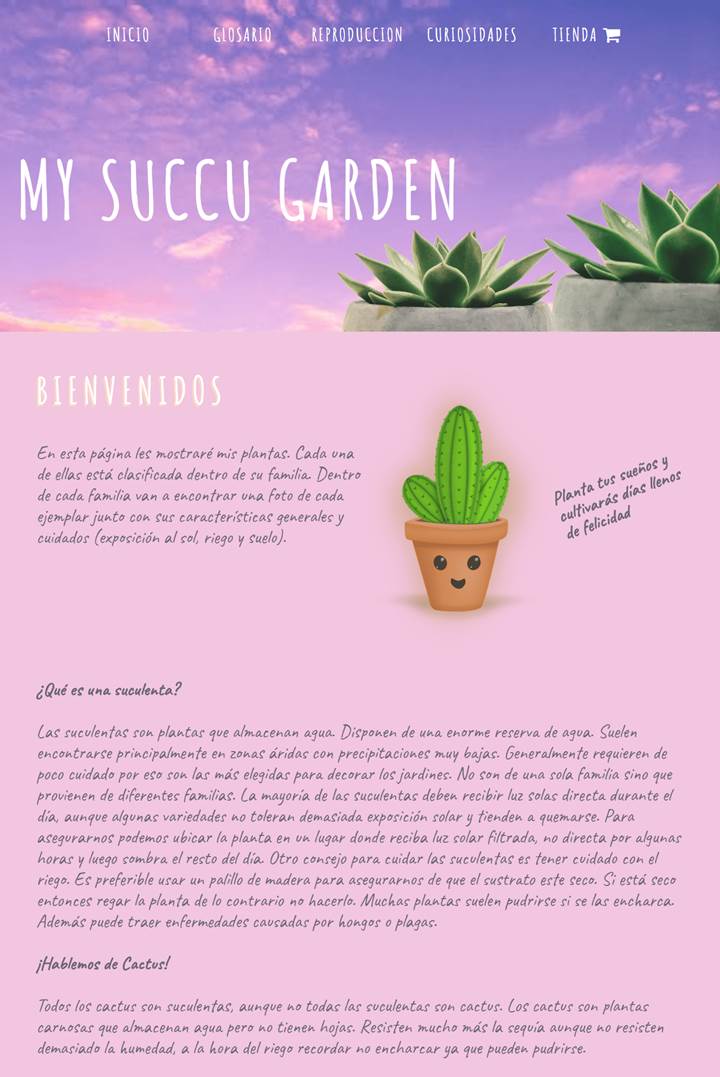 INICIO GLOSARIO REPRODUCCION CURIOSIDADES TIENDA
MY SUCCU GARDEN
BIENVENIDOS
En esta página les mostraré mis plantas. Cada una
de ellas está clasificada dentro de su familia. Dentro
de cada familia van a encontrar una foto de cada
ejemplar junto con sus características generales y
cuidados (exposición al sol, riego y suelo).
Planta tus sueños y
cultivarás días llenos
de felicidad
¿Qué es una suculenta?
Las suculentas son plantas que almacenan agua. Disponen de una enorme reserva de agua. Suelen
encontrarse principalmente en zonas áridas con precipitaciones muy bajas. Generalmente requieren de
poco cuidado por eso son las más elegidas para decorar los jardines. No son de una sola familia sino que
provienen de diferentes familias. La mayoría de las suculentas deben recibir luz solas directa durante el
día, aunque algunas variedades no toleran demasiada exposición solar y tienden a quemarse. Para
asegurarnos podemos ubicar la planta en un lugar donde reciba luz solar filtrada, no directa por algunas
horas y luego sombra el resto del día. Otro consejo para cuidar las suculentas es tener cuidado con el
riego. Es preferible usar un palillo de madera para asegurarnos de que el sustrato este seco. Si está seco
entonces regar la planta de lo contrario no hacerlo. Muchas plantas suelen pudrirse si se las encharca.
Además puede traer enfermedades causadas por hongos o plagas.
¡Hablemos de Cactus!
Todos los cactus son suculentas, aunque no todas las suculentas son cactus. Los cactus son plantas
carnosas que almacenan agua pero no tienen hojas. Resisten mucho más la sequía aunque no resisten
demasiado la humedad, a la hora del riego recordar no encharcar ya que pueden pudrirse.